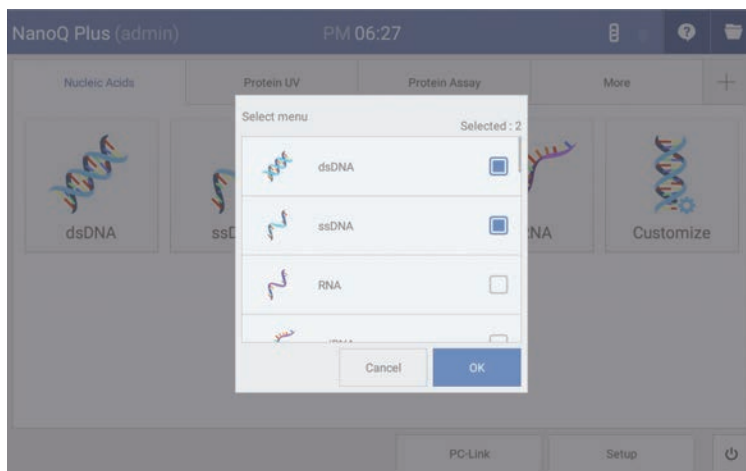 NanoQ Plus (admin) PM 06:27
Nucleic Acids Protein UV Protein Assay More
Select menu
Selected : 2
dsDNA
ssDNA
RNA
dsDNA
Customize
Cancel OK
PC-Link Setup